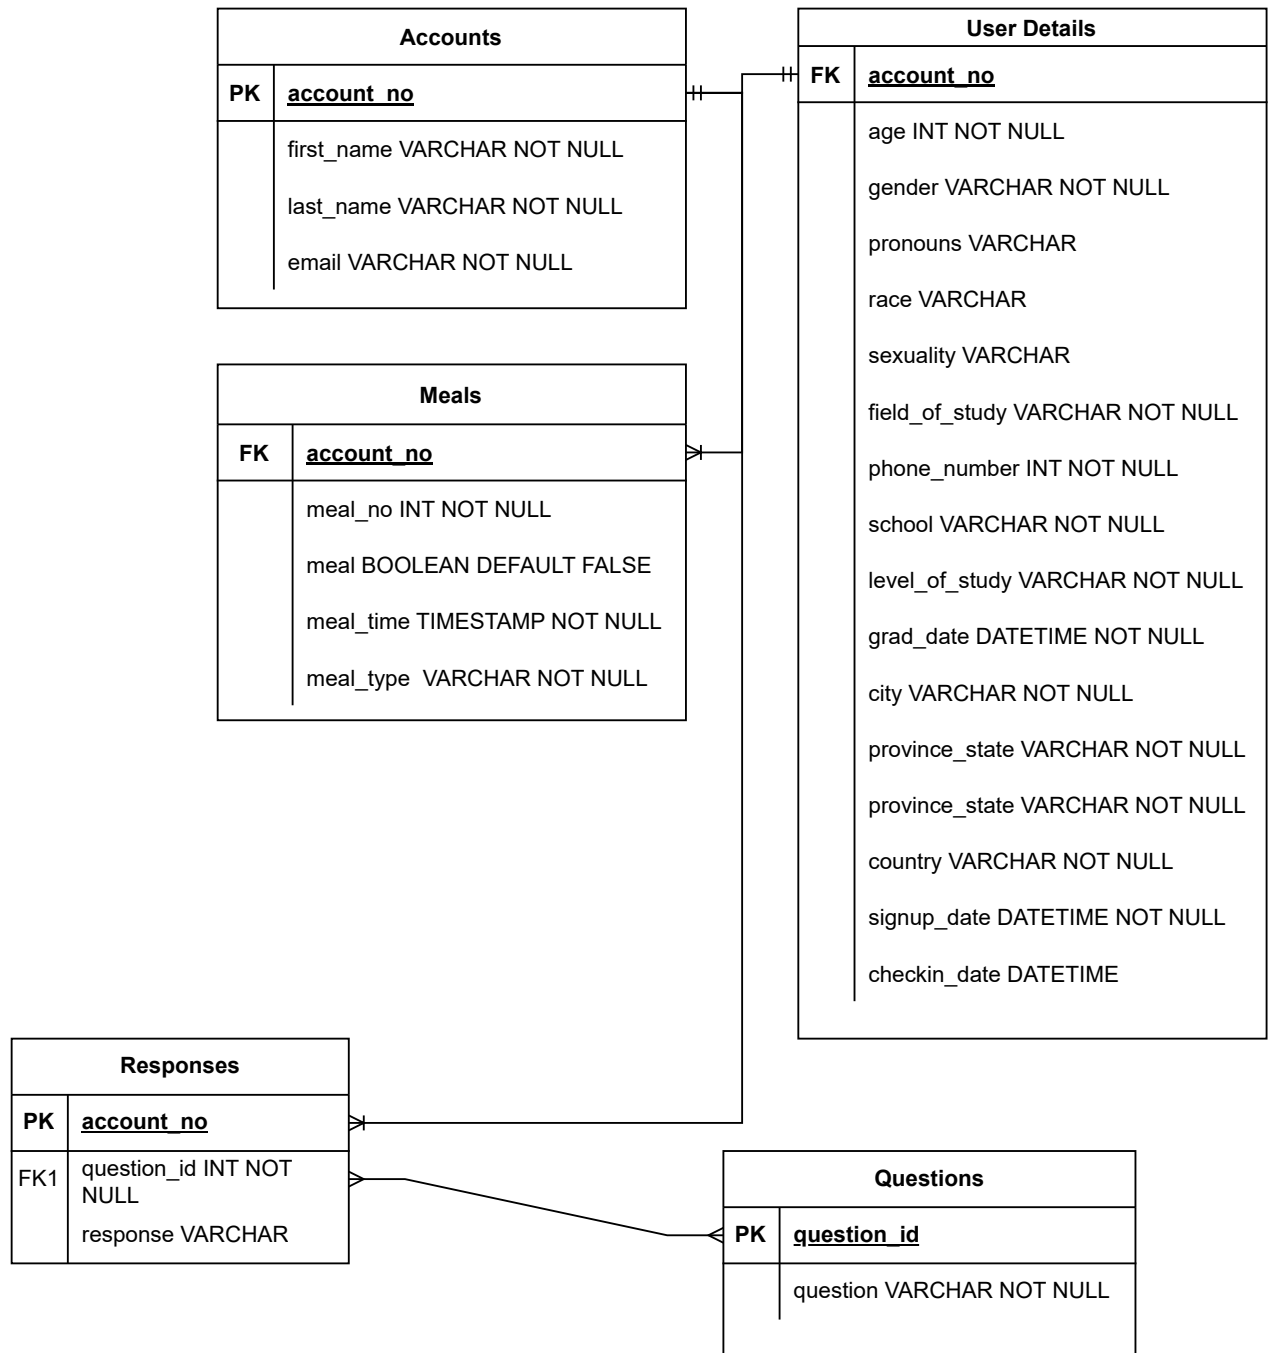 Accounts
PK account_no
first_name VARCHAR NOT NULL
last_name VARCHAR NOT NULL
email VARCHAR NOT NULL
User Details
FK account_no
age INT NOT NULL
gender VARCHAR NOT NULL
pronouns VARCHAR
race VARCHAR
sexuality VARCHAR
field_of_study VARCHAR NOT NULL
phone_number INT NOT NULL
school VARCHAR NOT NULL
level_of_study VARCHAR NOT NULL
grad_date DATETIME NOT NULL
city VARCHAR NOT NULL
province_state VARCHAR NOT NULL
province_state VARCHAR NOT NULL
country VARCHAR NOT NULL
signup_date DATETIME NOT NULL
checkin_date DATETIME
Meals
FK account_no
meal_no INT NOT NULL
meal BOOLEAN DEFAULT FALSE
meal_time TIMESTAMP NOT NULL
meal_type VARCHAR NOT NULL
Responses
PK account_no
FK1 question_id INT NOT
NULL
response VARCHAR
Questions
PK question_id
question VARCHAR NOT NULL